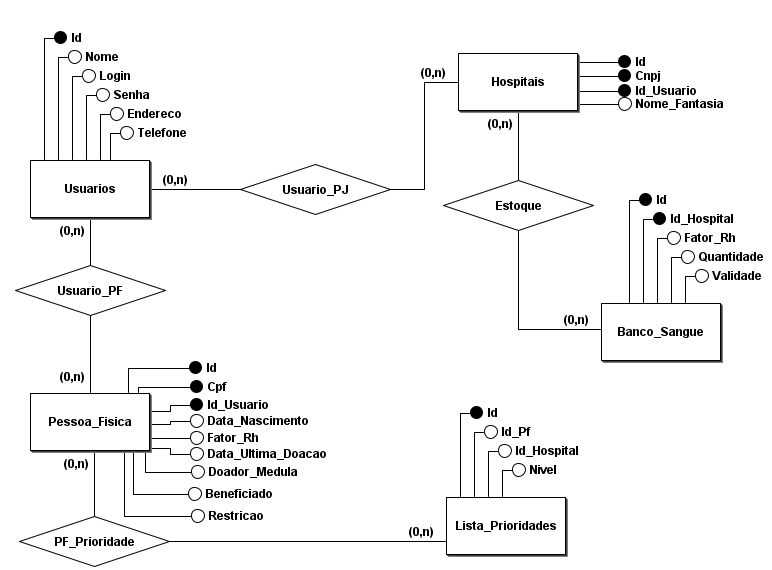 Id
Nome
Login
Senha
Endereco
Telefone
Usuarios
(0,n)
(0,n)
Usuario_PJ
(0,n)
Hospitais
Id
Cnpj
Id_Usuario
Nome_Fantasia
(0,n)
Estoque
Id
Id_Hospital
Fator_Rh
Quantidade
Validade
(0,n)
Banco_Sangue
Usuario_PF
(0,n)
Pessoa_Fisica
Id
Cpf
Id_Usuario
Data_Nascimento
Fator_Rh
Data_Ultima_Doacao
Doador_Medula
Beneficiado
Restricao
(0,n)
PF_Prioridade
(0,n)
Id
Id_Pf
Id_Hospital
Nivel
Lista_Prioridades